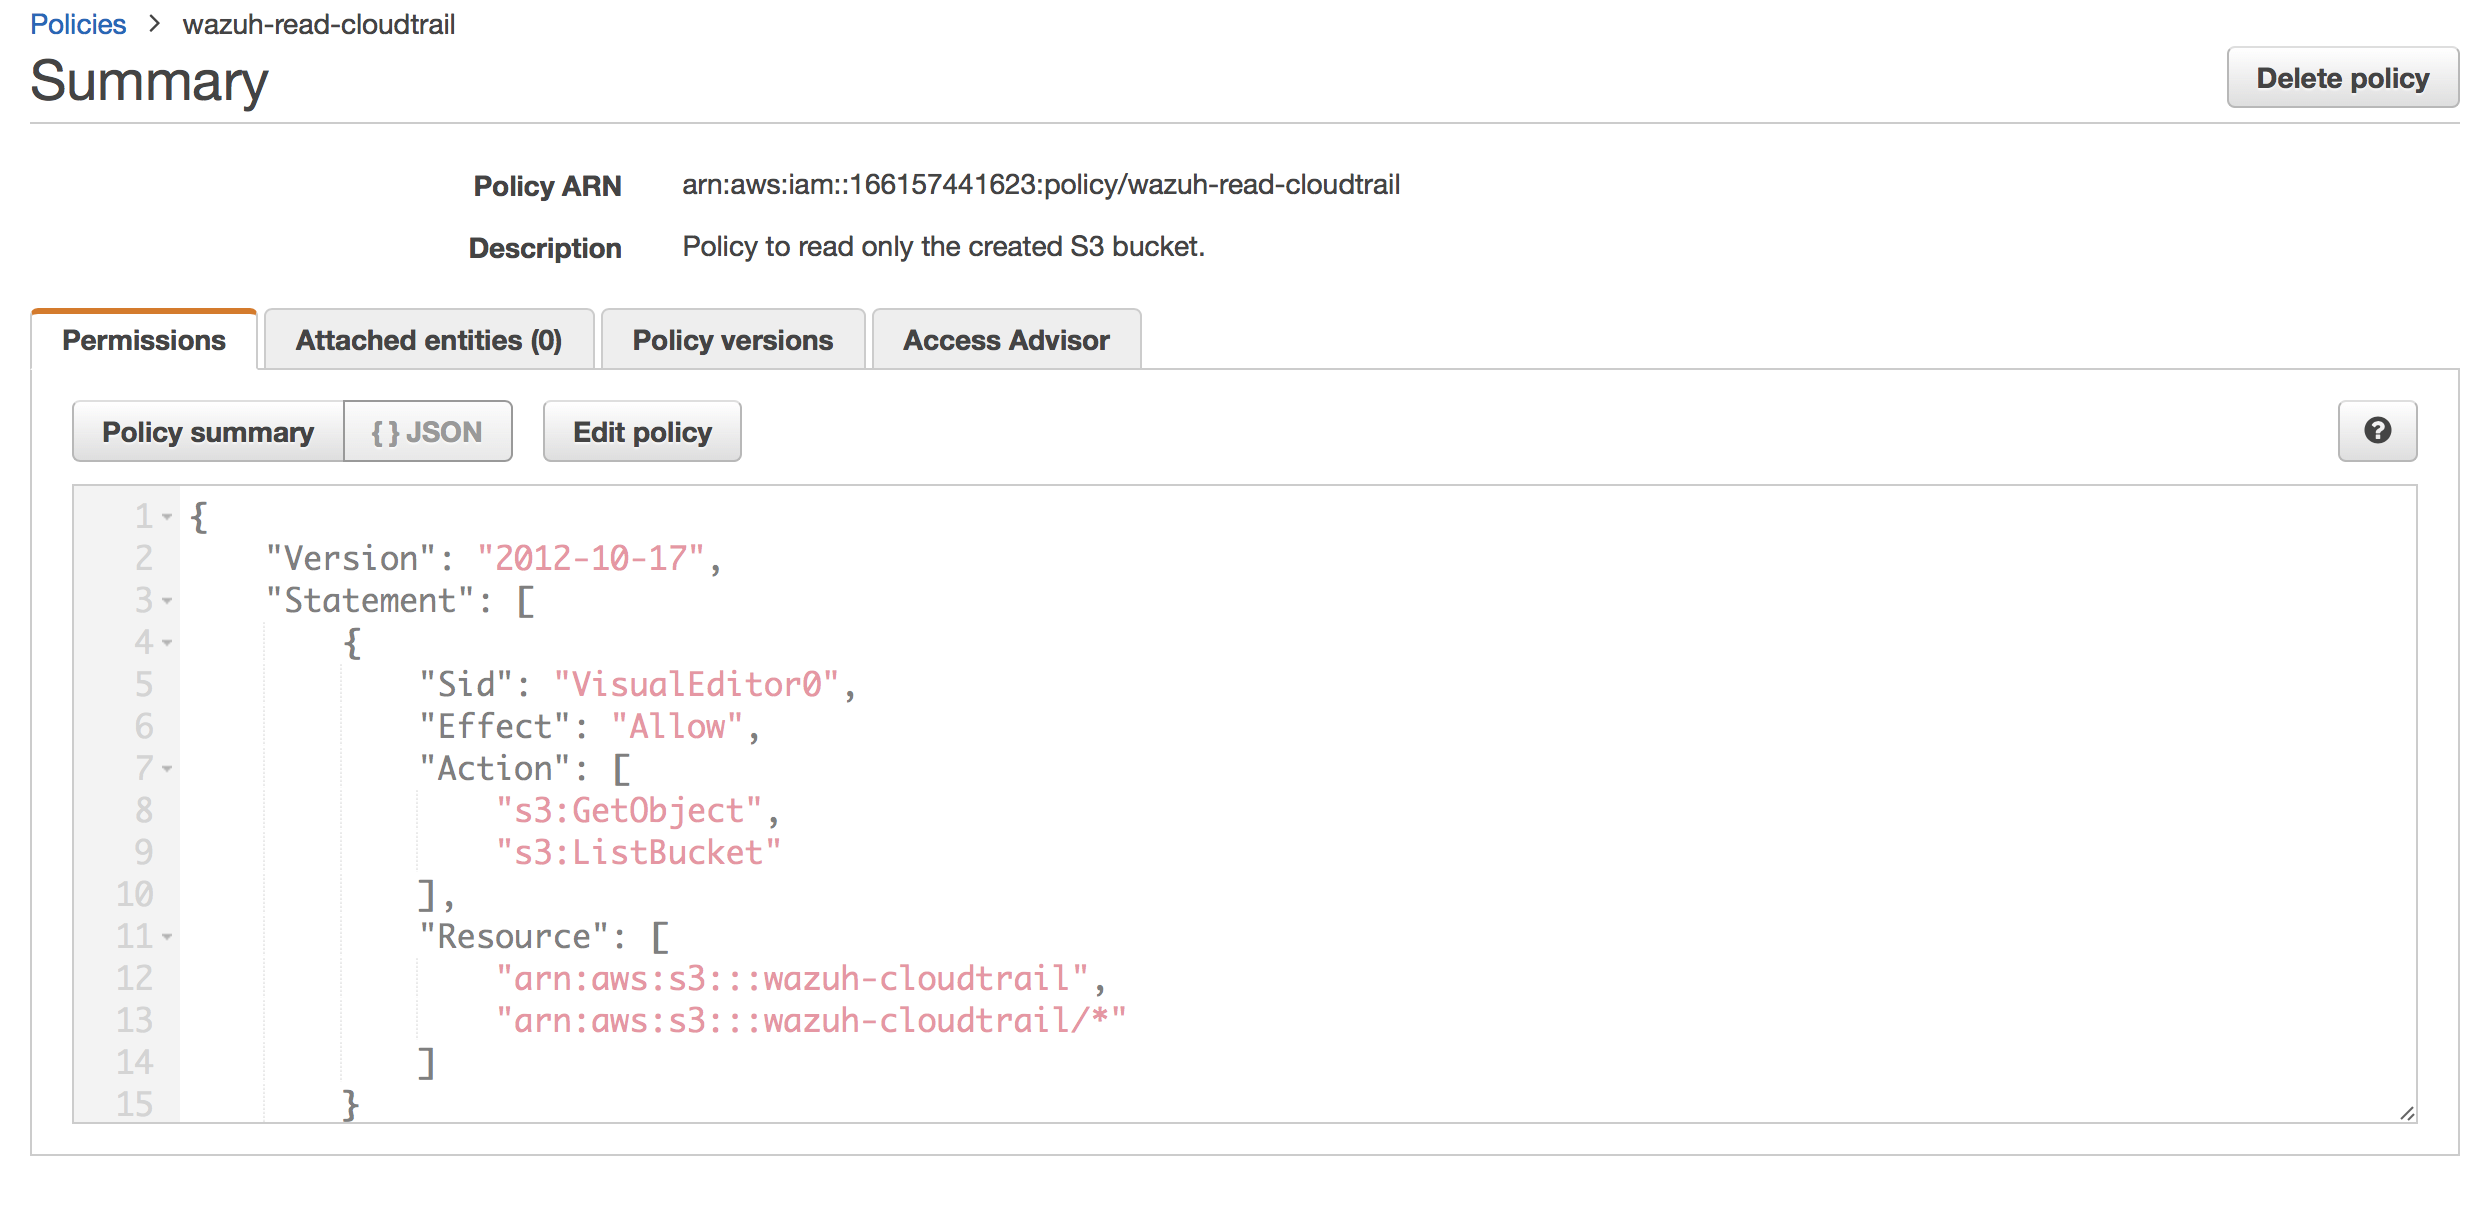 Policies > wazuh-read-cloudtrail
Summary
Delete policy
Policy ARN arn:aws:iam::166157441623:policy/wazuh-read-cloudtrail
Description Policy to read only the created S3 bucket.
Permissions Attached entities (0) Policy versions Access Advisor
Policy summary { } JSON Edit policy ?
1 {
2     "Version": "2012-10-17",
3     "Statement": [
4         {
5             "Sid": "VisualEditor0",
6             "Effect": "Allow",
7             "Action": [
8                 "s3:GetObject",
9                 "s3:ListBucket"
10             ],
11             "Resource": [
12                 "arn:aws:s3:::wazuh-cloudtrail",
13                 "arn:aws:s3:::wazuh-cloudtrail/*"
14             ]
15         }